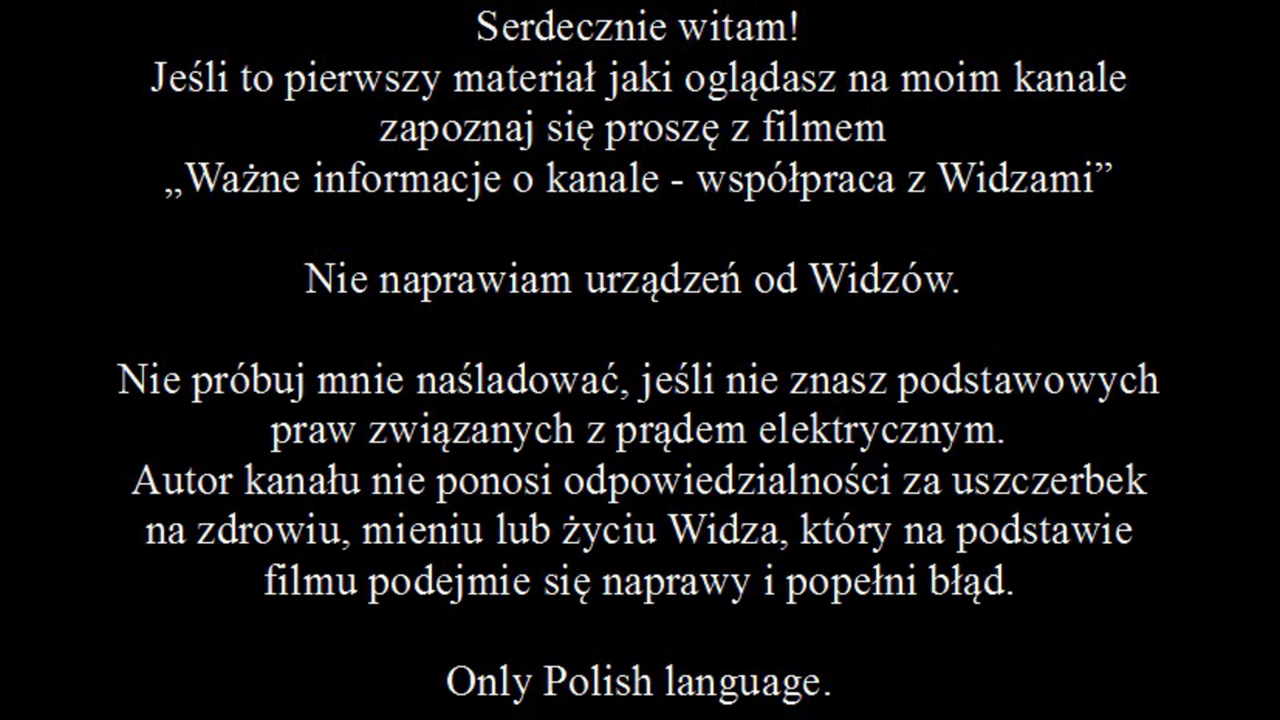 Serdecznie witam!
Jeśli to pierwszy materiał jaki oglądasz na moim kanale
zapoznaj się proszę z filmem
„Ważne informacje o kanale - współpraca z Widzami”
Nie naprawiam urządzeń od Widzów.
Nie próbuj mnie naśladować, jeśli nie znasz podstawowych
praw związanych z prądem elektrycznym.
Autor kanału nie ponosi odpowiedzialności za uszczerbek
na zdrowiu, mieniu lub życiu Widza, który na podstawie
filmu podejmie się naprawy i popełni błąd.
Only Polish language.